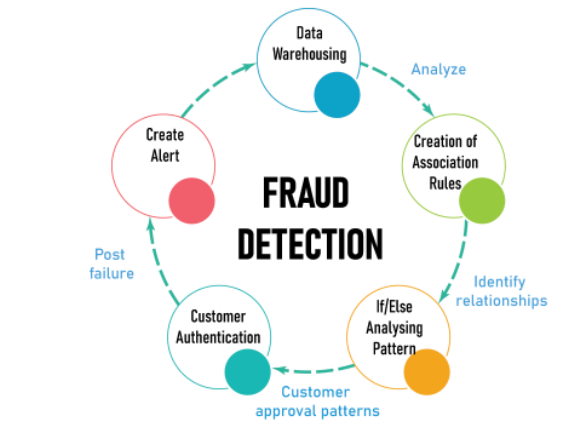 Data
Warehousing
Analyze
Creation of
Association
Rules
Identify
relationships
If/Else
Analysing
Pattern
Customer
approval patterns
Customer
Authentication
Post
failure
Create
Alert
FRAUD
DETECTION